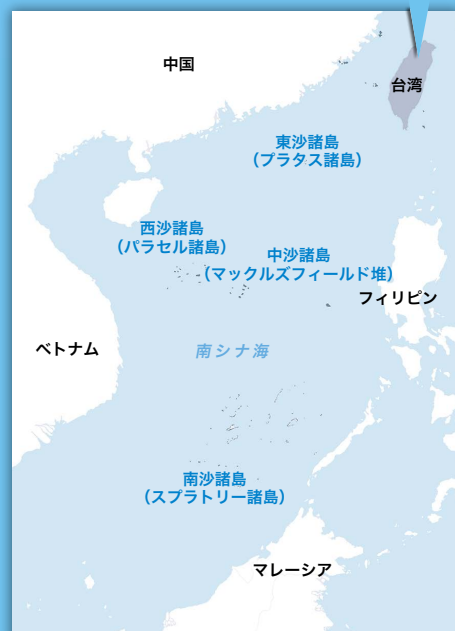 中国
台湾
東沙諸島
（プラタス諸島）
西沙諸島
（パラセル諸島）
中沙諸島
（マックルズフィールド堆）
フィリピン
ベトナム
南シナ海
南沙諸島
（スプラトリー諸島）
マレーシア